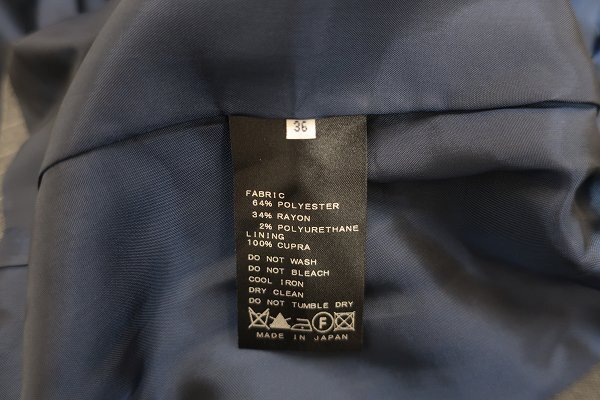 36
FABRIC
64% POLYESTER
34% RAYON
2% POLYURETHANE
LINING
100% CUPRA
DO NOT WASH
DO NOT BLEACH
COOL IRON
DRY CLEAN
DO NOT TUMBLE DRY
F
MADE IN JAPAN